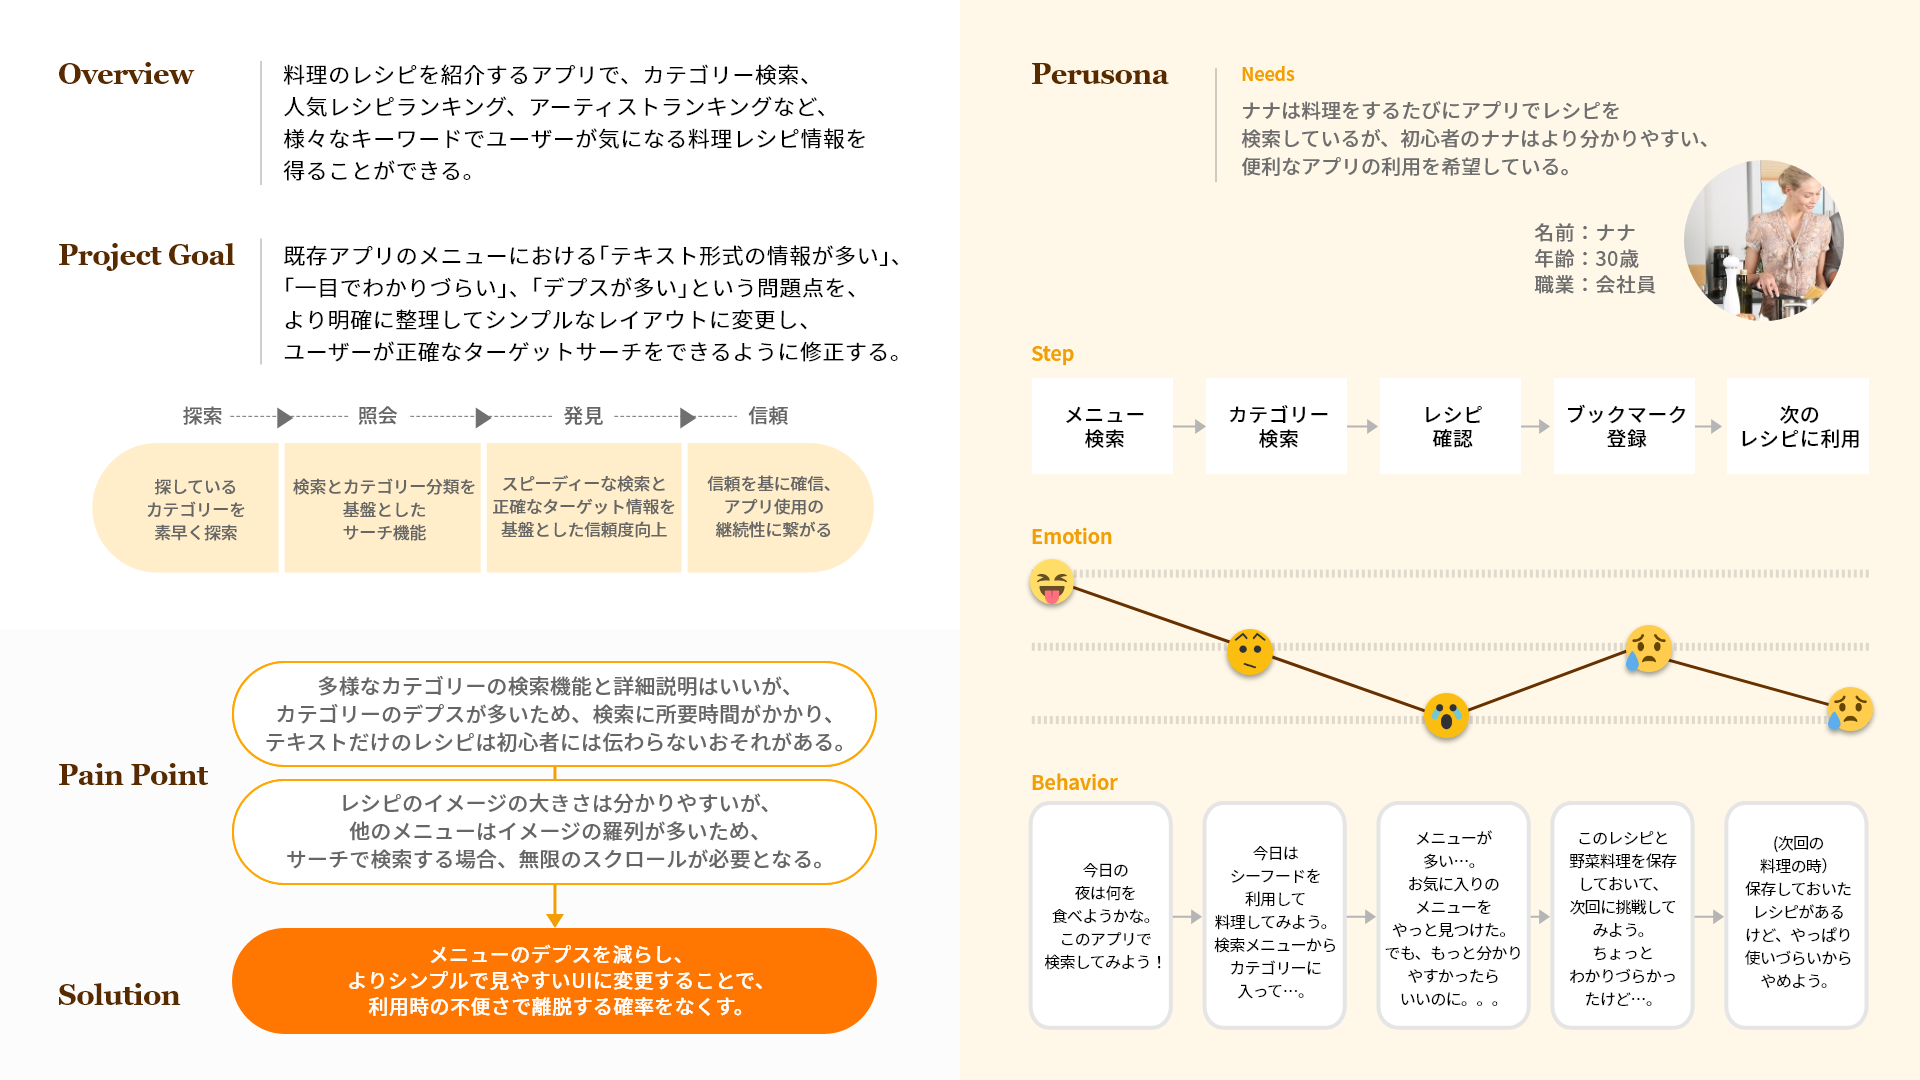 Overview
料理のレシピを紹介するアプリで、カテゴリー検索、
人気レシピランキング、アーティストランキングなど、
様々なキーワードでユーザーが気になる料理レシピ情報を
得ることができる。
Project Goal
既存アプリのメニューにおける「テキスト形式の情報が多い」、
「一目でわかりづらい」、「デプスが多い」という問題点を、
より明確に整理してシンプルなレイアウトに変更し、
ユーザーが正確なターゲットサーチをできるように修正する。
探索
照会
発見
信頼
探している
カテゴリーを
素早く探索
検索とカテゴリー分類を
基盤とした
サーチ機能
スピーディーな検索と
正確なターゲット情報を
基盤とした信頼度向上
信頼を基に確信、
アプリ使用の
継続性に繋がる
Pain Point
多様なカテゴリーの検索機能と詳細説明はいいが、
カテゴリーのデプスが多いため、検索に所要時間がかかり、
テキストだけのレシピは初心者には伝わらないおそれがある。
レシピのイメージの大きさは分かりやすいが、
他のメニューはイメージの羅列が多いため、
サーチで検索する場合、無限のスクロールが必要となる。
Solution
メニューのデプスを減らし、
よりシンプルで見やすいUIに変更することで、
利用時の不便さで離脱する確率をなくす。
Perusona
Needs
ナナは料理をするたびにアプリでレシピを
検索しているが、初心者のナナはより分かりやすい、
便利なアプリの利用を希望している。
名前：ナナ
年齢：30歳
職業：会社員
Step
メニュー
検索
カテゴリー
検索
レシピ
確認
ブックマーク
登録
次の
レシピに利用
Emotion
Behavior
今日の
夜は何を
食べようかな。
このアプリで
検索してみよう！
今日は
シーフードを
利用して
料理してみよう。
検索メニューから
カテゴリーに
入って…。
メニューが
多い…。
お気に入りの
メニューを
やっと見つけた。
でも、もっと分かり
やすかったら
いいのに。。。
このレシピと
野菜料理を保存
しておいて、
次回に挑戦して
みよう。
ちょっと
わかりづらかっ
たけど…。
(次回の
料理の時）
保存しておいた
レシピがある
けど、やっぱり
使いづらいから
やめよう。